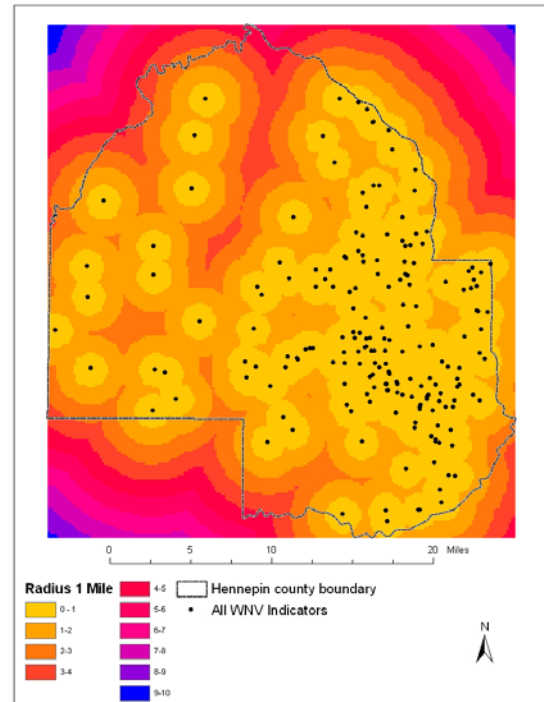 0 5 10 20 Miles
Radius 1 Mile
0 - 1
1-2
2-3
3-4
4-5
5-6
6-7
7-8
8-9
9-10
Hennepin county boundary
All WNV Indicators
N